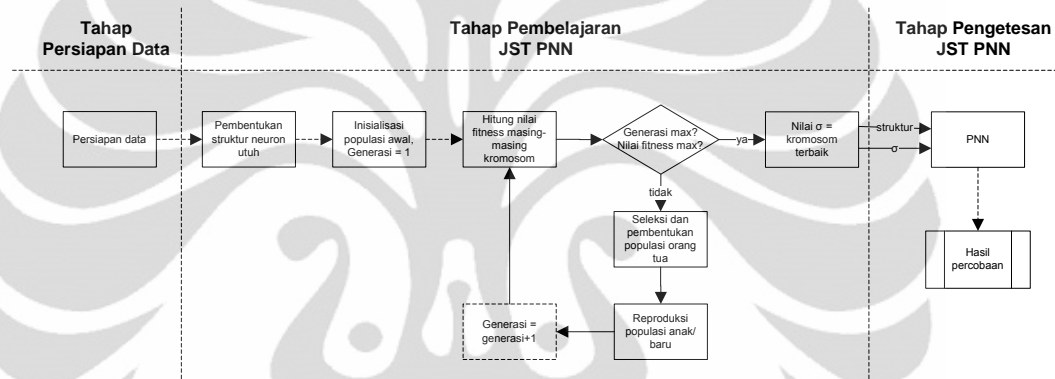 Tahap
Persiapan Data
Tahap Pembelajaran
JST PNN
Tahap Pengetesan
JST PNN
Persiapan data
Pembentukan
struktur neuron
utuh
Inisialisasi
populasi awal,
Generasi = 1
Hitung nilai
fitness masing-
masing
kromosom
Generasi max?
Nilai fitness max?
ya
Nilai σ =
kromosom
terbaik
struktur
σ
PNN
tidak
Seleksi dan
pembentukan
populasi orang
tua
Hasil
percobaan
Generasi =
generasi+1
Reproduksi
populasi anak/
baru